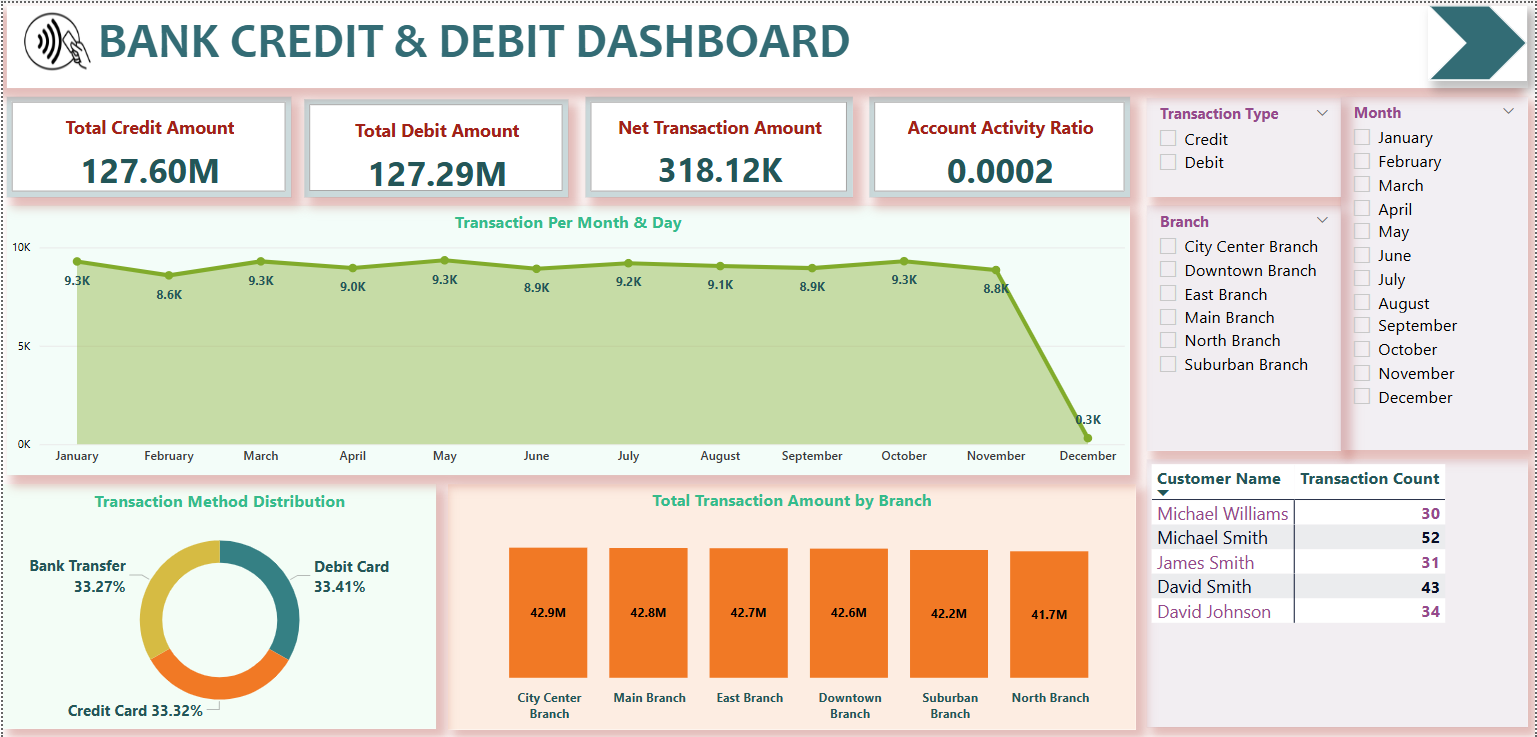 BANK CREDIT & DEBIT DASHBOARD
Total Credit Amount
127.60M
Total Debit Amount
127.29M
Net Transaction Amount
318.12K
Account Activity Ratio
0.0002
Transaction Type
Credit
Debit
Month
January
February
March
April
May
June
July
August
September
October
November
December
Branch
City Center Branch
Downtown Branch
East Branch
Main Branch
North Branch
Suburban Branch
Transaction Per Month & Day
10K
5K
0K
9.3K
8.6K
9.3K
9.0K
9.3K
8.9K
9.2K
9.1K
8.9K
9.3K
8.8K
0.3K
January
February
March
April
May
June
July
August
September
October
November
December
Transaction Method Distribution
Bank Transfer
33.27%
Debit Card
33.41%
Credit Card 33.32%
Total Transaction Amount by Branch
42.9M
42.8M
42.7M
42.6M
42.2M
41.7M
City Center
Branch
Main Branch
East Branch
Downtown
Branch
Suburban
Branch
North Branch
Customer Name Transaction Count
Michael Williams 30
Michael Smith 52
James Smith 31
David Smith 43
David Johnson 34